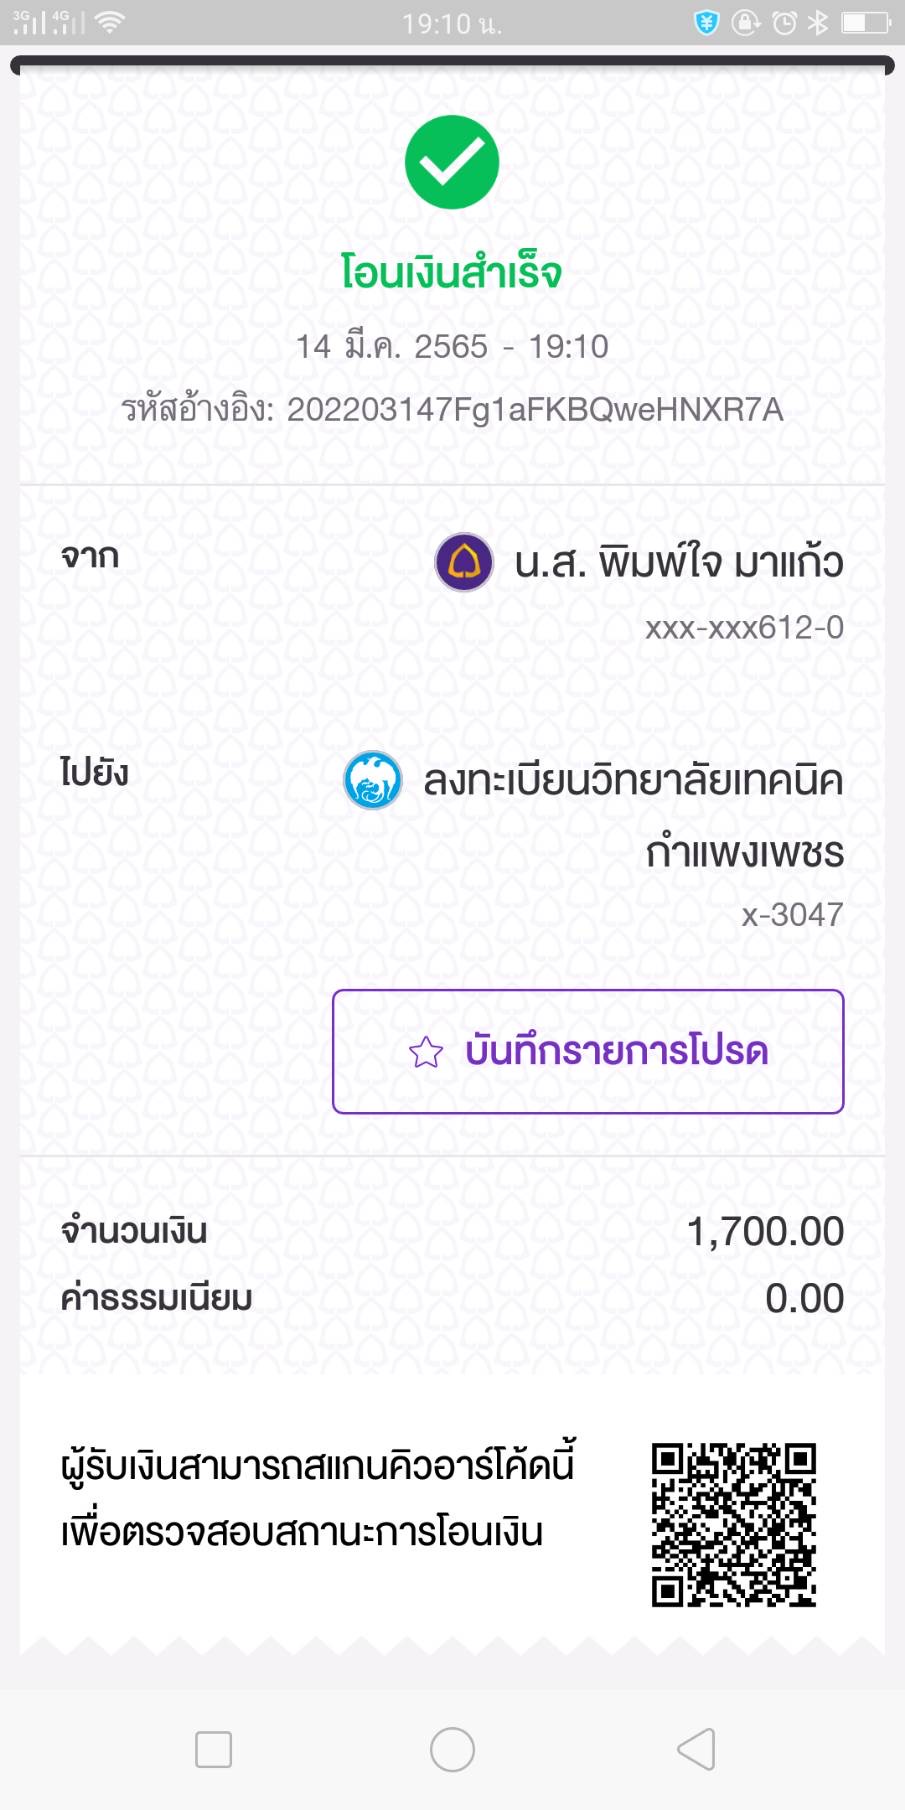 3G 4G 19:10 น.
โอนเงินสำเร็จ
14 มี.ค. 2565 - 19:10
รหัสอ้างอิง: 202203147Fg1aFKBQweHNXR7A
จาก น.ส. พิมพ์ใจ มาแก้ว
xxx-xxx612-0
ไปยัง ลงทะเบียนวิทยาลัยเทคนิค
กำแพงเพชร
x-3047
บันทึกรายการโปรด
จำนวนเงิน 1,700.00
ค่าธรรมเนียม 0.00
ผู้รับเงินสามารถสแกนคิวอาร์โค้ดนี้
เพื่อตรวจสอบสถานะการโอนเงิน